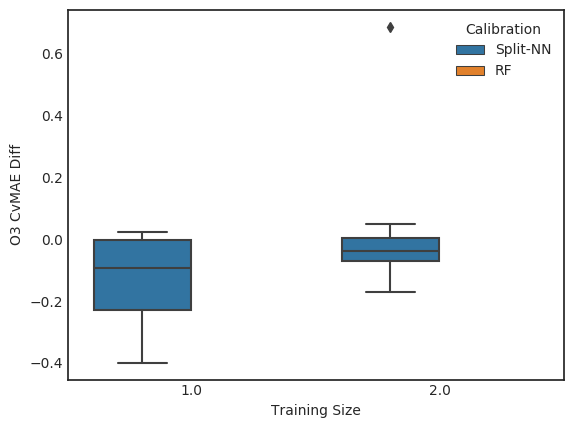 Calibration
Split-NN
RF
0.6
0.4
0.2
0.0
−0.2
−0.4
O3 CvMAE Diff
1.0
2.0
Training Size